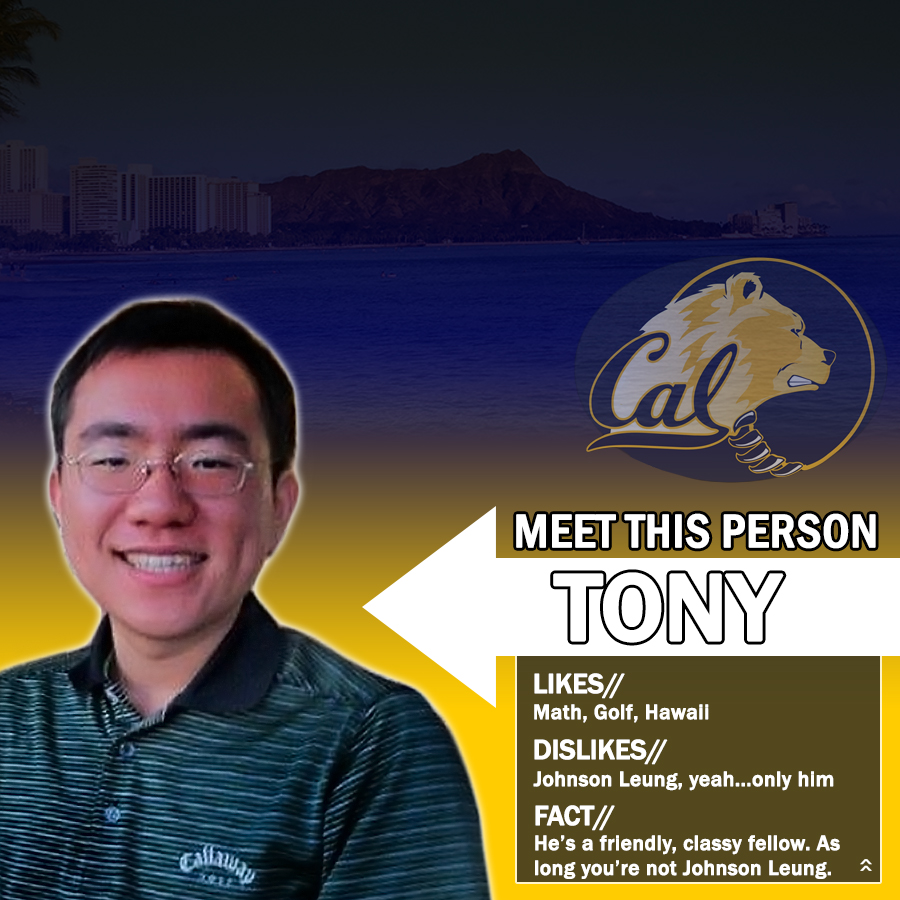 Cal
MEET THIS PERSON
TONY
LIKES//
Math, Golf, Hawaii
DISLIKES//
Johnson Leung, yeah...only him
FACT//
He's a friendly, classy fellow. As
long you're not Johnson Leung.
Callaway
GOLF